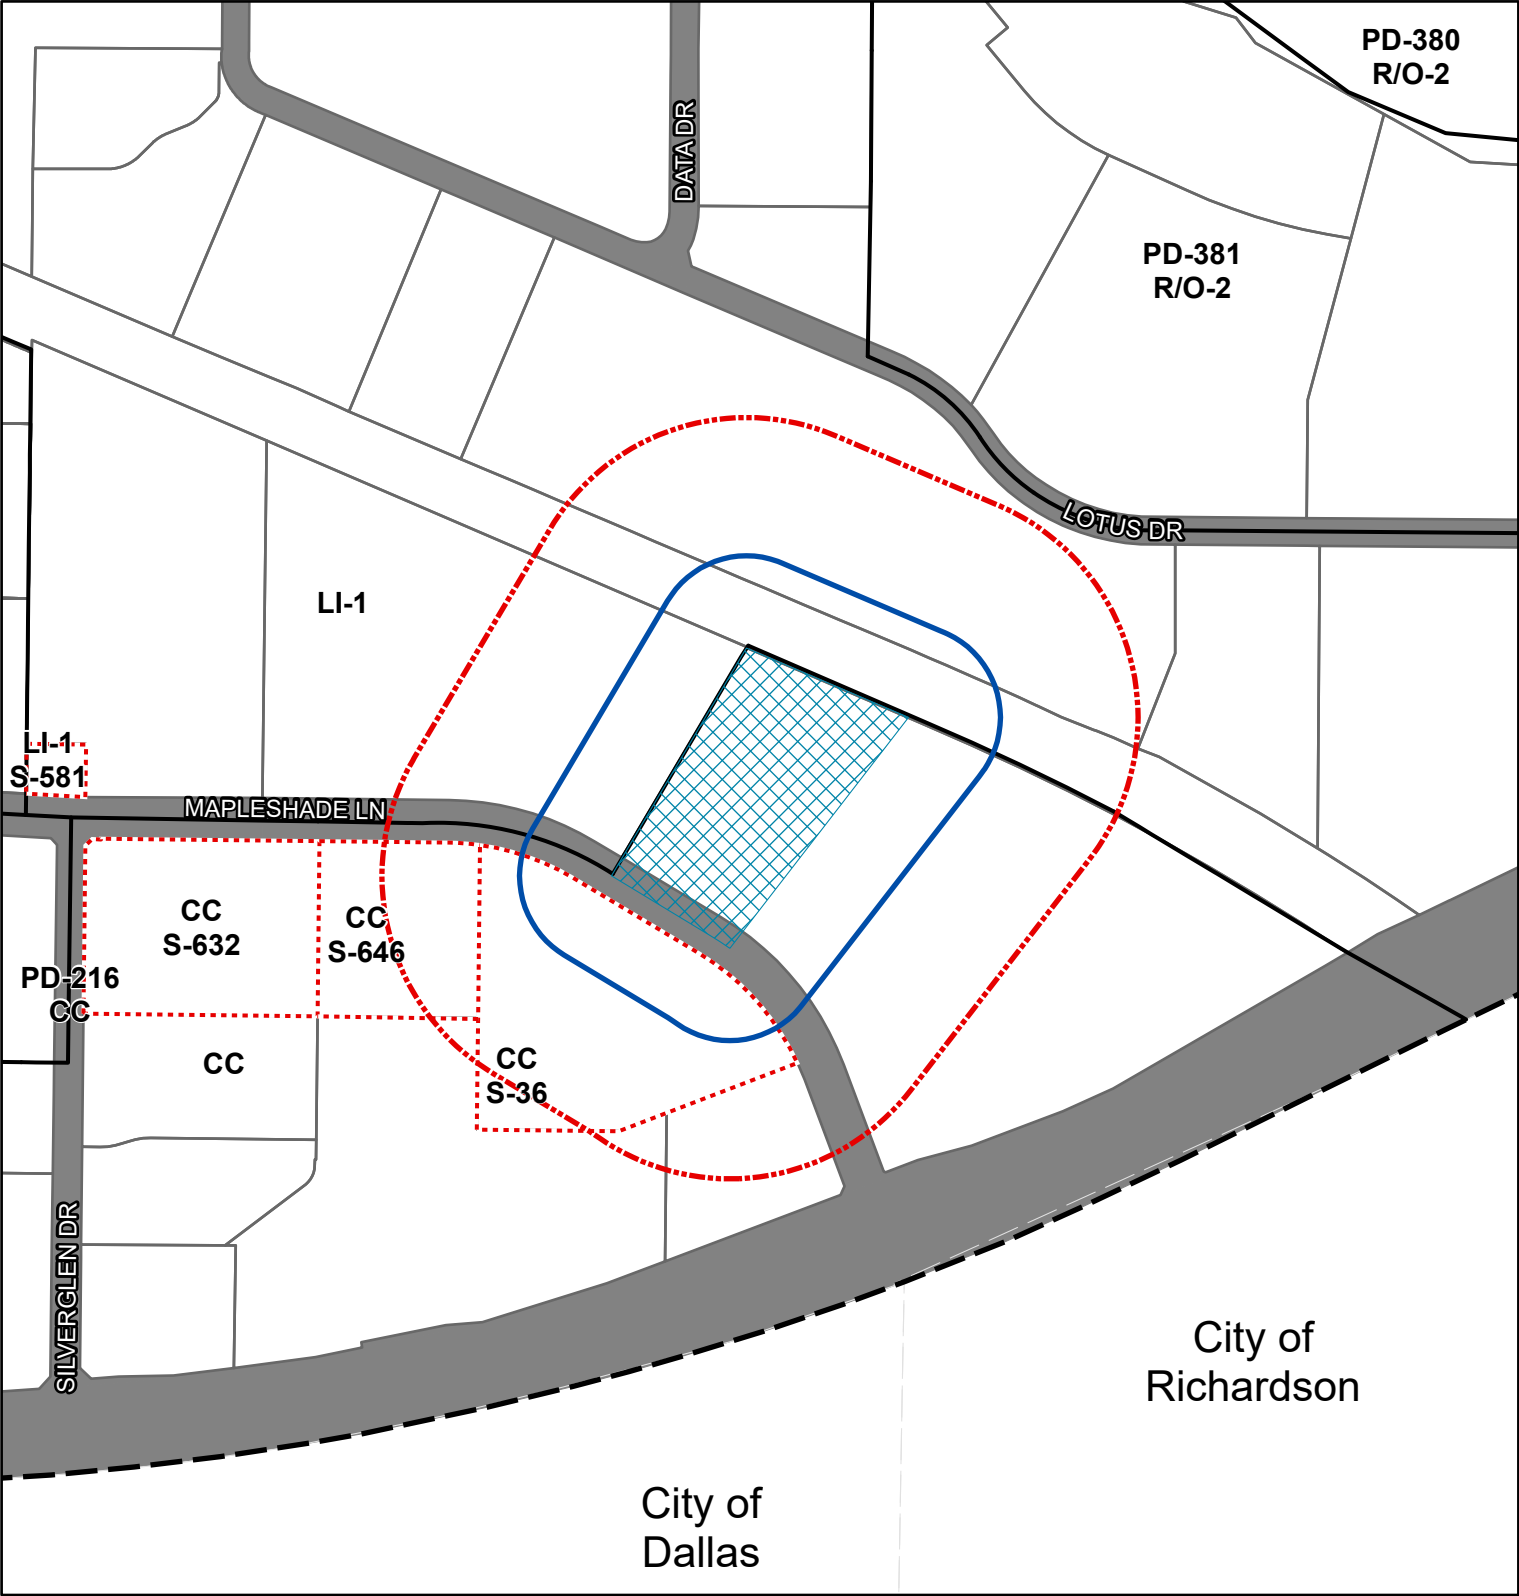 PD-380
R/O-2
DATA DR
PD-381
R/O-2
LOTUS DR
LI-1
LI-1
S-581
MAPLESHADE LN
CC
S-632
CC
S-646
PD-216
CC
CC
CC
S-36
SILVERGLEN DR
City of
Richardson
City of
Dallas